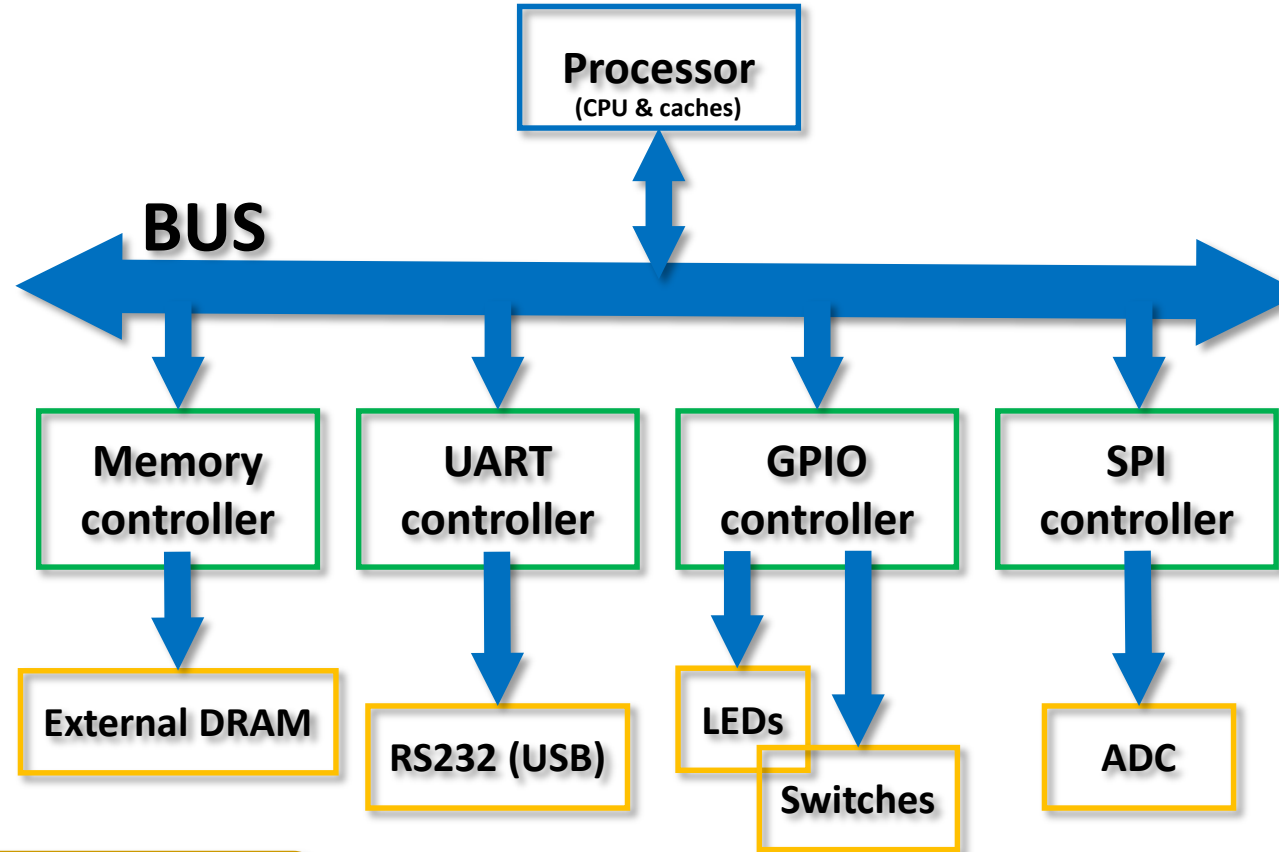 Processor
(CPU & caches)
BUS
Memory
controller
UART
controller
GPIO
controller
SPI
controller
External DRAM
RS232 (USB)
LEDs
Switches
ADC